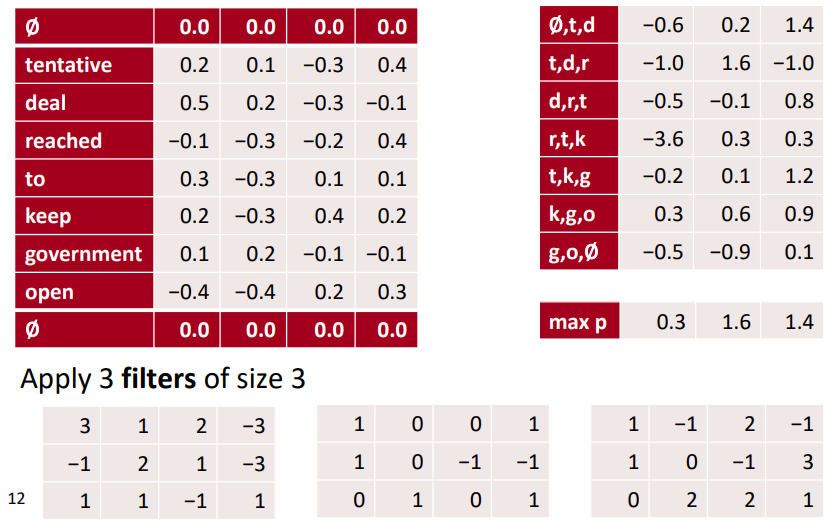 Ø 0.0 0.0 0.0 0.0
tentative 0.2 0.1 −0.3 0.4
deal 0.5 0.2 −0.3 −0.1
reached −0.1 −0.3 −0.2 0.4
to 0.3 −0.3 0.1 0.1
keep 0.2 −0.3 0.4 0.2
government 0.1 0.2 −0.1 −0.1
open −0.4 −0.4 0.2 0.3
Ø 0.0 0.0 0.0 0.0
Ø,t,d −0.6 0.2 1.4
t,d,r −1.0 1.6 −1.0
d,r,t −0.5 −0.1 0.8
r,t,k −3.6 0.3 0.3
t,k,g −0.2 0.1 1.2
k,g,o 0.3 0.6 0.9
g,o,Ø −0.5 −0.9 0.1
max p 0.3 1.6 1.4
Apply 3 filters of size 3
3 1 2 −3
−1 2 1 −3
1 1 −1 1
1 0 0 1
1 0 −1 −1
0 1 0 1
1 −1 2 −1
1 0 −1 3
0 2 2 1
12